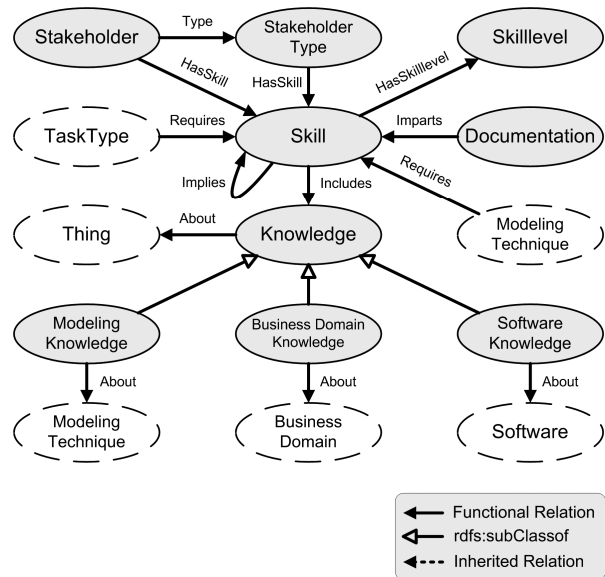 Stakeholder
Type
Stakeholder
Type
Skilllevel
HasSkill
HasSkill
HasSkilllevel
TaskType
Requires
Skill
Imparts
Documentation
Implies
Includes
Requires
Thing
About
Knowledge
Modeling
Technique
Modeling
Knowledge
Business Domain
Knowledge
Software
Knowledge
About
About
About
Modeling
Technique
Business
Domain
Software
Functional Relation
rdfs:subClassof
Inherited Relation